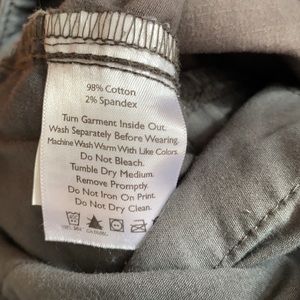 98% Cotton
2% Spandex
Turn Garment Inside Out.
Wash Separately Before Wearing.
Machine Wash Warm With Like Colors.
Do Not Bleach.
Tumble Dry Medium.
Remove Promptly.
Do Not Iron On Print.
Do Not Dry Clean.